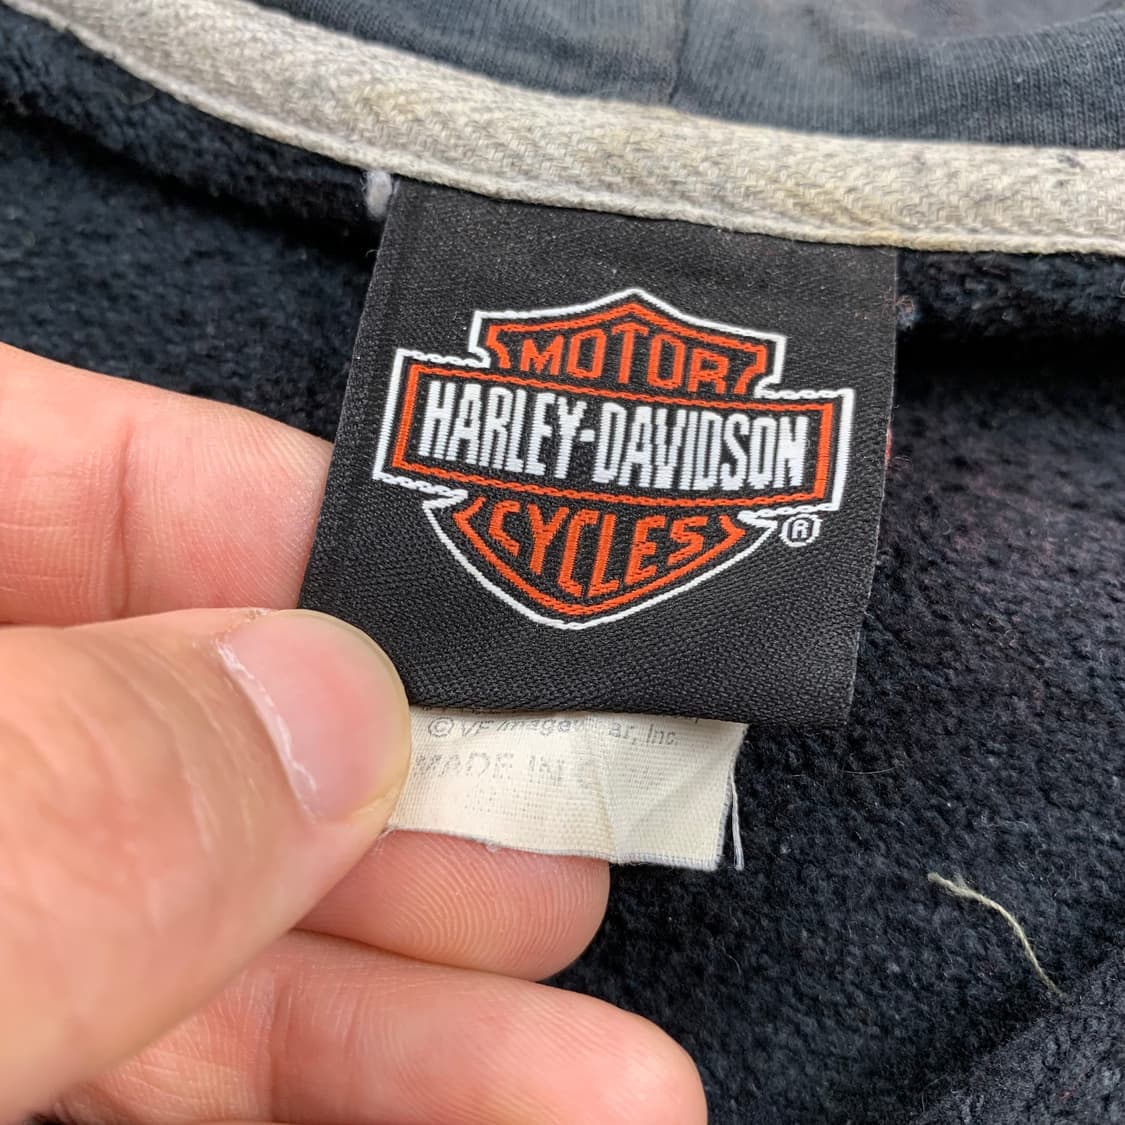 MOTOR
HARLEY-DAVIDSON
CYCLES
®
© VF Imagewear, Inc.
MADE IN